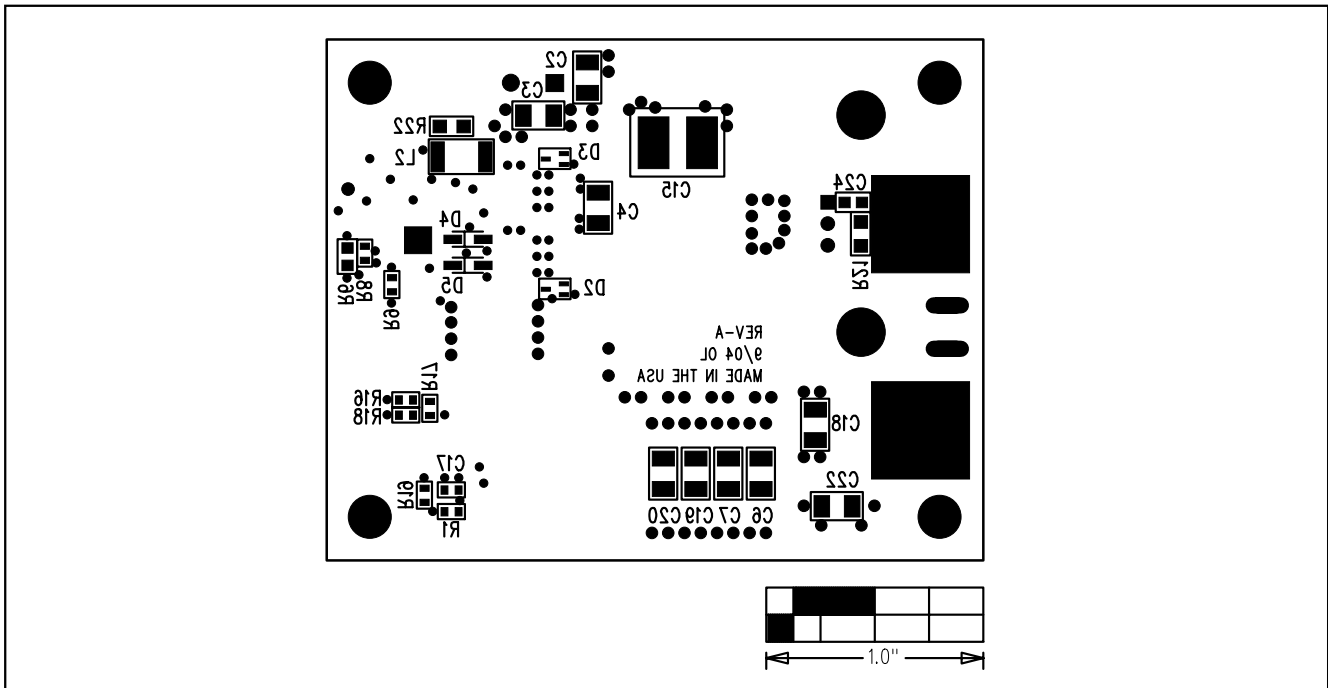 C2
C3
R22
L2
D3
C15
C24
C4
D4
R21
R6
R8
R9
D5
D2
REV-A
9/04 OL
MADE IN THE USA
R17
R16
R18
C18
C17
R19
R1
C22
C20 C19 C7 C6
1.0"